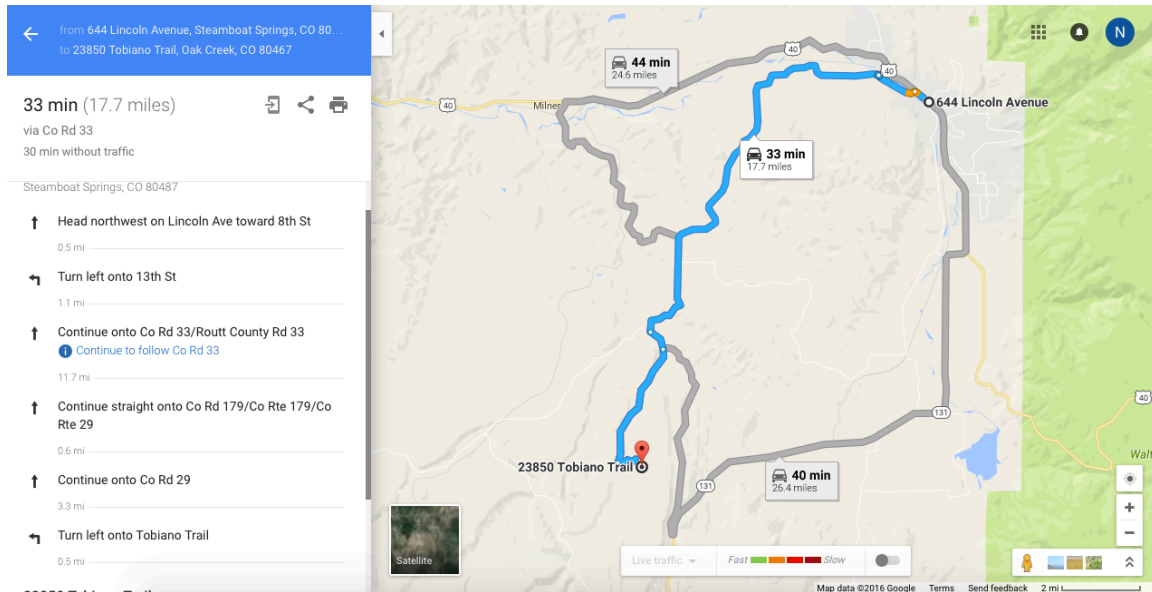 from 644 Lincoln Avenue, Steamboat Springs, CO 80...
to 23850 Tobiano Trail, Oak Creek, CO 80467
33 min (17.7 miles)
via Co Rd 33
30 min without traffic
Steamboat Springs, CO 80487
Head northwest on Lincoln Ave toward 8th St
0.5 mi
Turn left onto 13th St
1.1 mi
Continue onto Co Rd 33/Routt County Rd 33
Continue to follow Co Rd 33
11.7 mi
Continue straight onto Co Rd 179/Co Rte 179/Co
Rte 29
0.6 mi
Continue onto Co Rd 29
3.3 mi
Turn left onto Tobiano Trail
0.5 mi
N
40
44 min
24.6 miles
40
40
Milner
644 Lincoln Avenue
33 min
17.7 miles
40
131
Walt
23850 Tobiano Trail
40 min
26.4 miles
131
Satellite
Live traffic
Fast
Slow
Map data ©2016 Google
Terms
Send feedback
2 mi